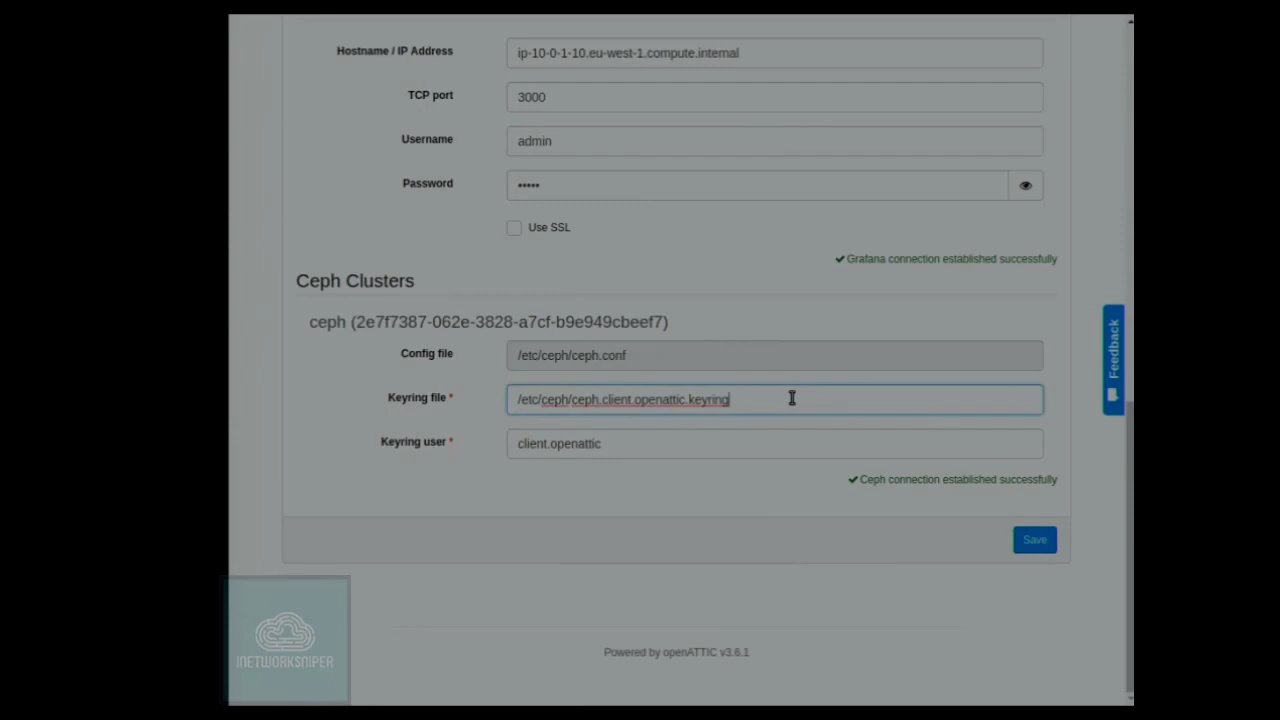 Hostname / IP Address
ip-10-0-1-10.eu-west-1.compute.internal
TCP port
3000
Username
admin
Password
•••••
Use SSL
Grafana connection established successfully
Ceph Clusters
ceph (2e7f7387-062e-3828-a7cf-b9e949cbeef7)
Config file
/etc/ceph/ceph.conf
Keyring file *
/etc/ceph/ceph.client.openattic.keyring
Keyring user *
client.openattic
Ceph connection established successfully
Save
Feedback
INETWORKSNIPER
Powered by openATTIC v3.6.1